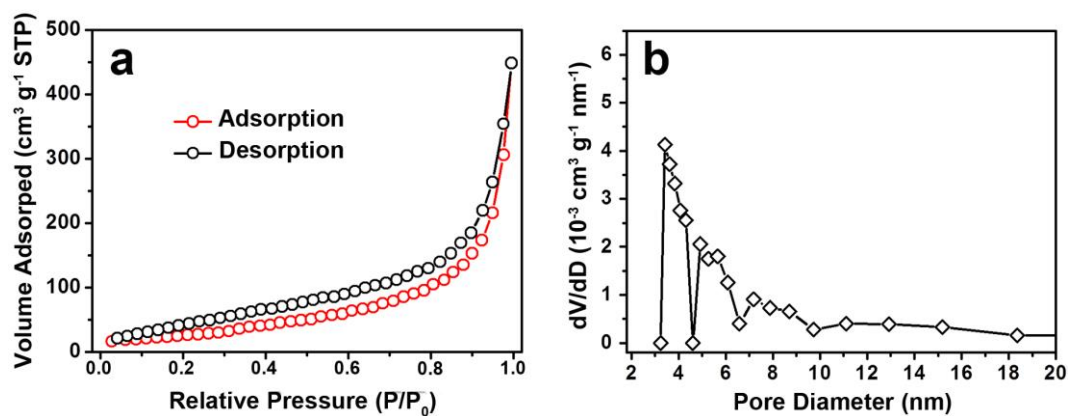 a
Adsorption
Desorption
500
400
300
200
100
0
0.0 0.2 0.4 0.6 0.8 1.0
Relative Pressure (P/P₀)
Volume Adsorped (cm³ g⁻¹ STP)
b
6
5
4
3
2
1
0
2 4 6 8 10 12 14 16 18 20
Pore Diameter (nm)
dV/dD (10⁻³ cm³ g⁻¹ nm⁻¹)